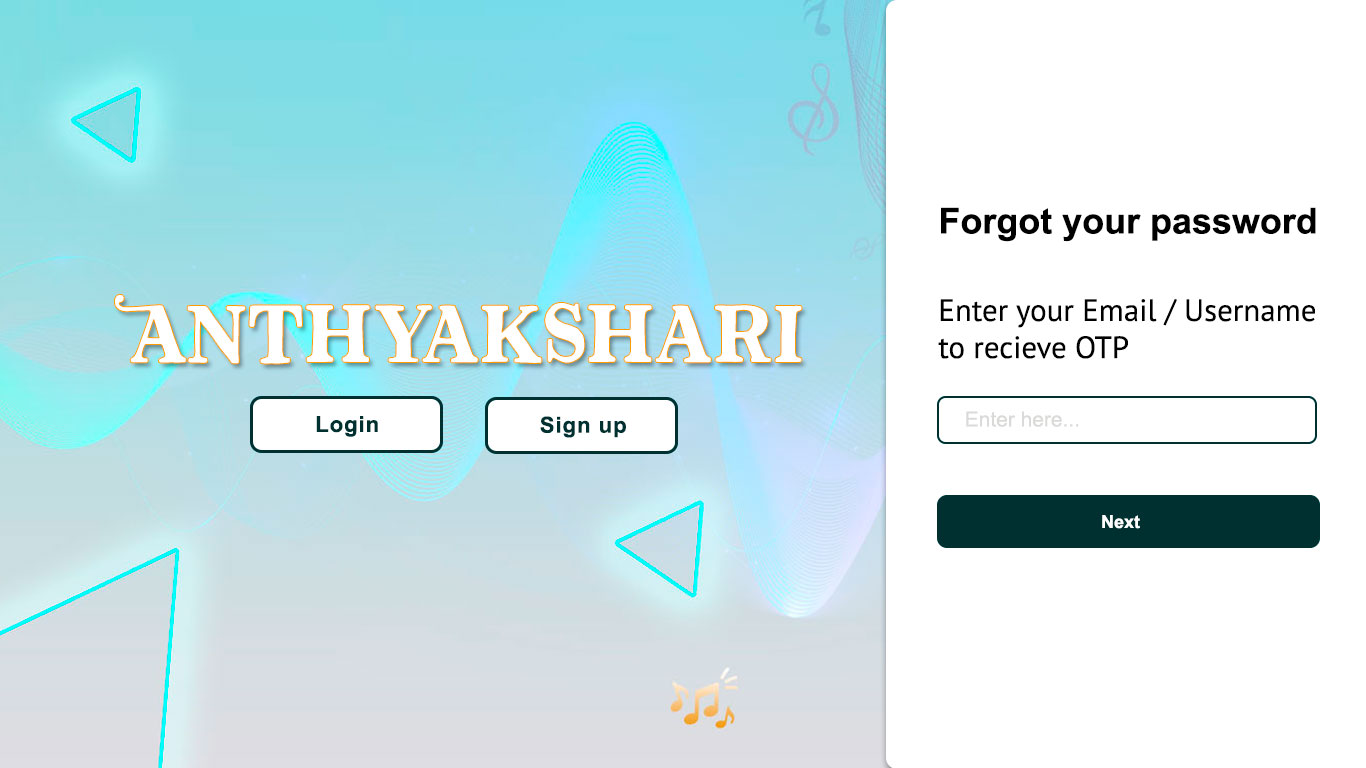 ANTHYAKSHARI
Login
Sign up
Forgot your password
Enter your Email / Username
to recieve OTP
Enter here...
Next